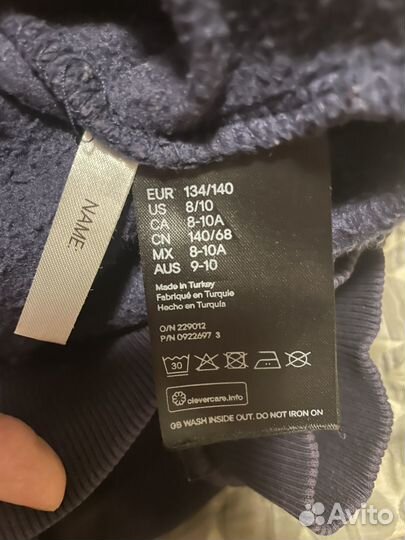 NAME:
EUR 134/140
US 8/10
CA 8-10A
CN 140/68
MX 8-10A
AUS 9-10
Made in Turkey
Fabriqué en Turquie
Hecho en Turquía
O/N 229012
P/N 0922697 3
30
clevercare.info
GB WASH INSIDE OUT. DO NOT IRON ON
Avito